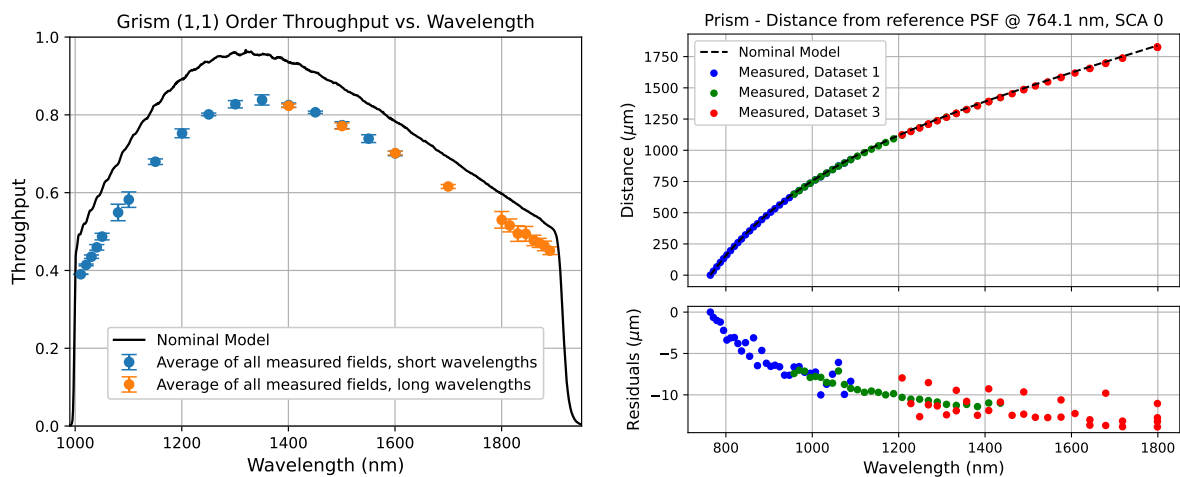 Grism (1,1) Order Throughput vs. Wavelength
Throughput
1.0
0.8
0.6
0.4
0.2
0.0
Nominal Model
Average of all measured fields, short wavelengths
Average of all measured fields, long wavelengths
1000 1200 1400 1600 1800
Wavelength (nm)
Prism - Distance from reference PSF @ 764.1 nm, SCA 0
Distance (μm)
1750
1500
1250
1000
750
500
250
0
Nominal Model
Measured, Dataset 1
Measured, Dataset 2
Measured, Dataset 3
Residuals (μm)
0
−5
−10
800 1000 1200 1400 1600 1800
Wavelength (nm)